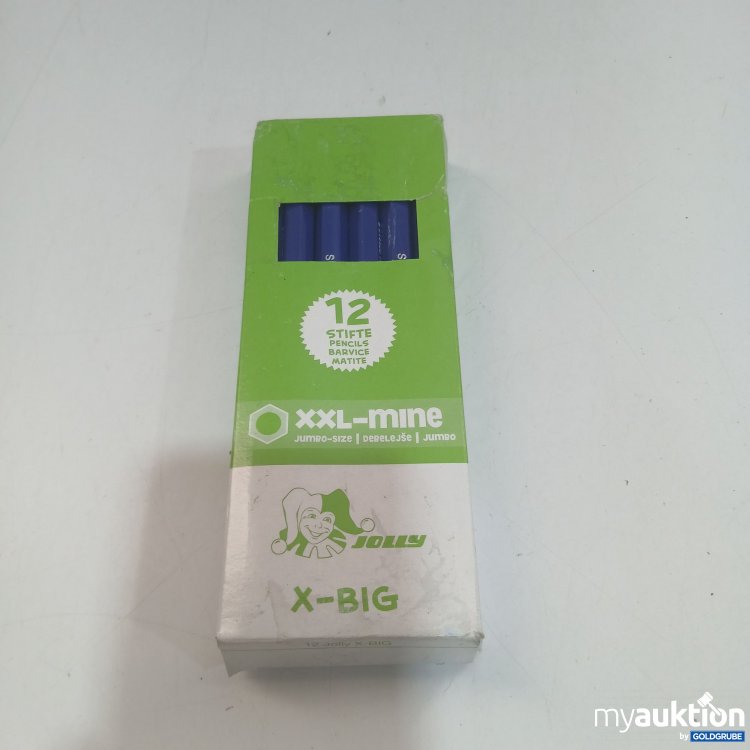 S
S
12
STIFTE
PENCILS
BARVICE
MATITE
XXL-mine
JUMBO-SIZE | DEBELEJŠE | JUMBO
JOLLY
X-BIG
12 Jolly X-BIG
myauktion
by GOLDGRUBE